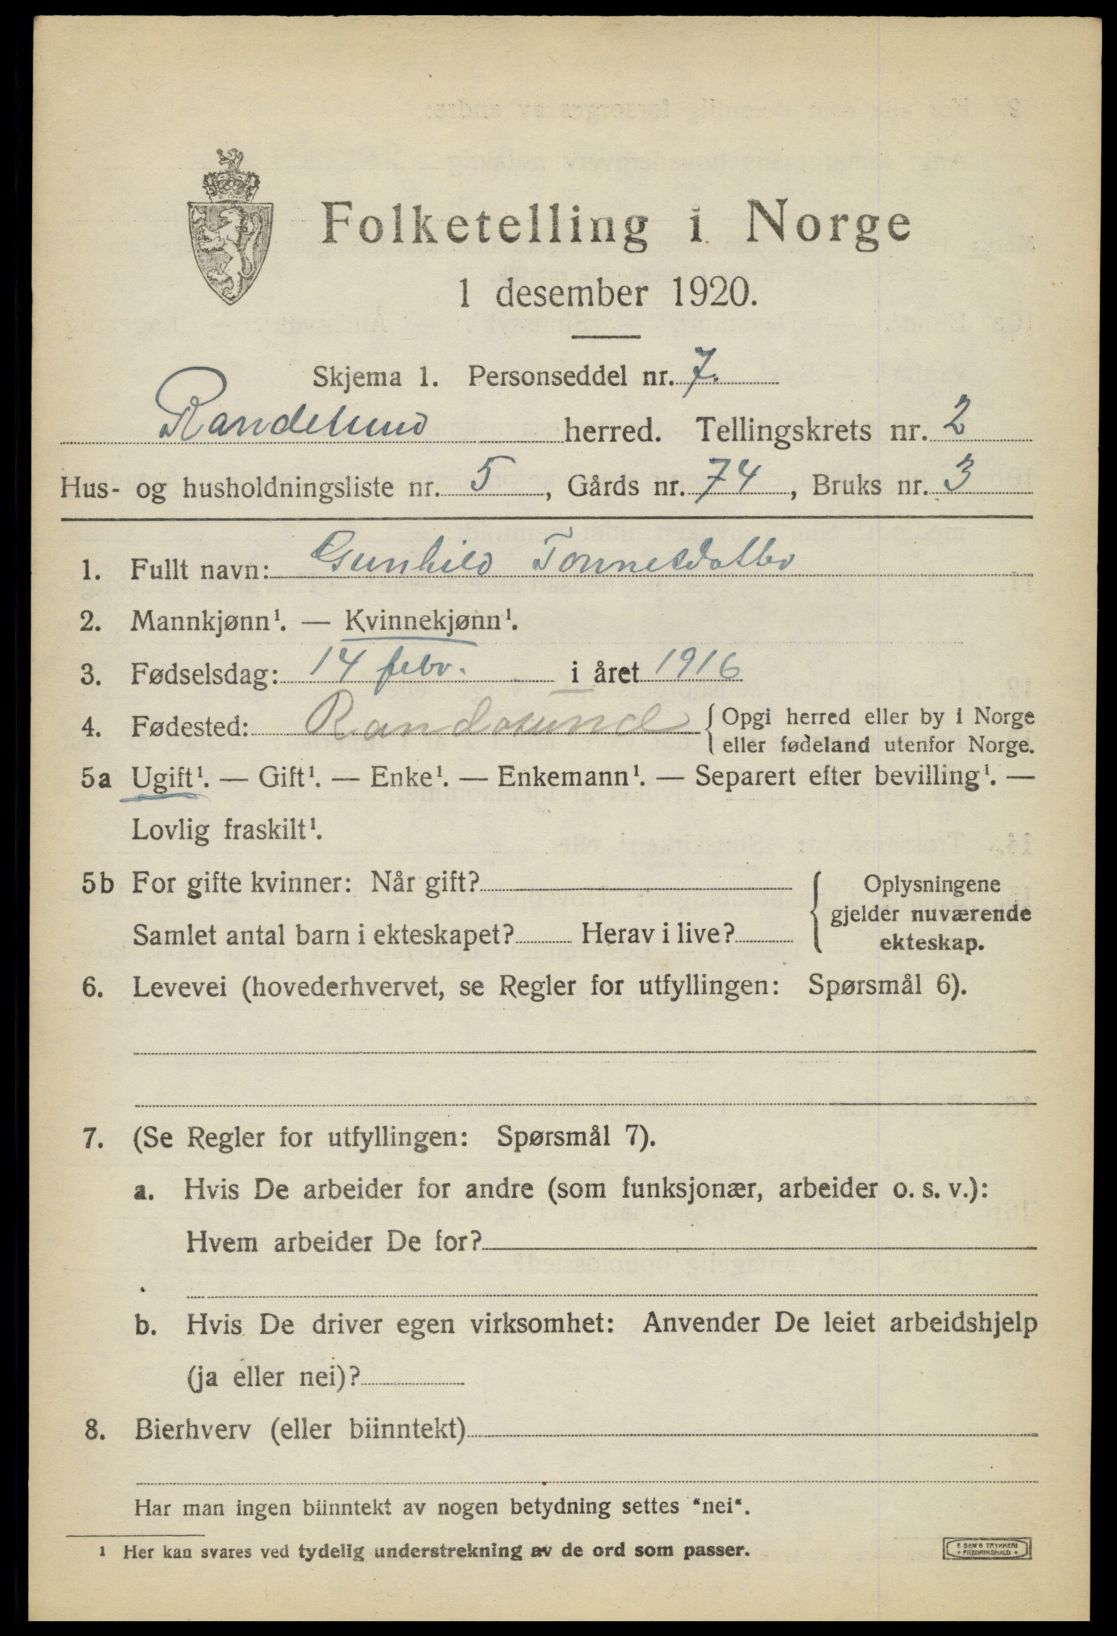 Folketelling i Norge
1 desember 1920.
Skjema 1. Personseddel nr. 7.
Randesund herred. Tellingskrets nr. 2
Hus- og husholdningsliste nr. 5, Gårds nr. 74, Bruks nr. 3
1. Fullt navn: Gunhild Tonnesdatter
2. Mannkjønn¹. — Kvinnekjønn¹.
3. Fødselsdag: 14 febr. i året 1916
4. Fødested: Randesund {Opgi herred eller by i Norge
eller fødeland utenfor Norge.
5a Ugift¹. — Gift¹. — Enke¹. — Enkemann¹. — Separert efter bevilling¹. —
Lovlig fraskilt¹.
5b For gifte kvinner: Når gift?
Samlet antal barn i ekteskapet? Herav i live?
{ Oplysningene
gjelder nuværende
ekteskap.
6. Levevei (hovederhvervet, se Regler for utfyllingen: Spørsmål 6).
7. (Se Regler for utfyllingen: Spørsmål 7).
a. Hvis De arbeider for andre (som funksjonær, arbeider o. s. v.):
Hvem arbeider De for?
b. Hvis De driver egen virksomhet: Anvender De leiet arbeidshjelp
(ja eller nei)?
8. Bierhverv (eller biinntekt)
Har man ingen biinntekt av nogen betydning settes "nei".
¹ Her kan svares ved tydelig understrekning av de ord som passer.